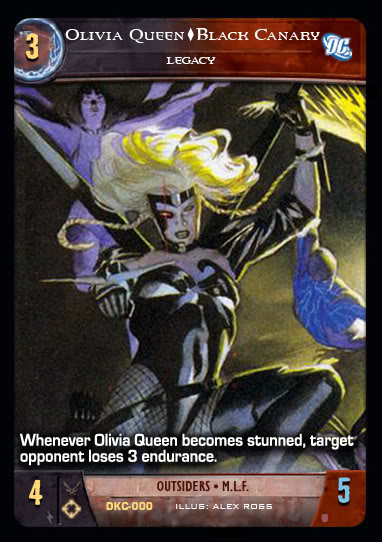 3
OLIVIA QUEEN♦BLACK CANARY
DC
LEGACY
Whenever Olivia Queen becomes stunned, target
opponent loses 3 endurance.
OUTSIDERS • M.L.F.
4
DKC-000
ILLUS: ALEX ROSS
5